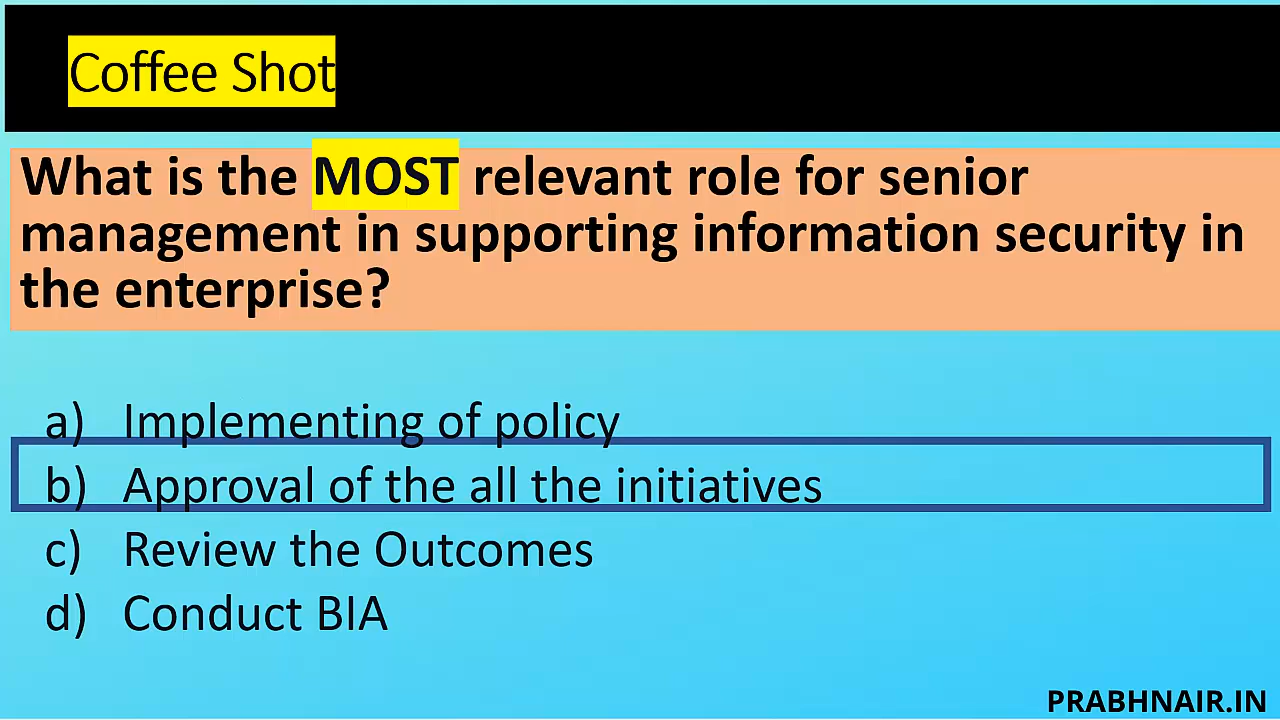 Coffee Shot
What is the MOST relevant role for senior
management in supporting information security in
the enterprise?
a) Implementing of policy
b) Approval of the all the initiatives
c) Review the Outcomes
d) Conduct BIA
PRABHNAIR.IN